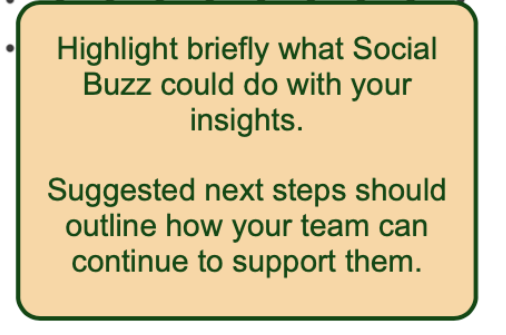 Highlight briefly what Social
Buzz could do with your
insights.
Suggested next steps should
outline how your team can
continue to support them.